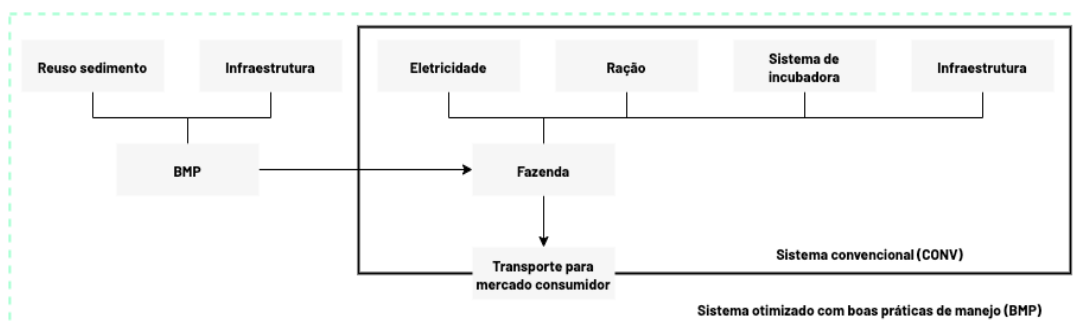 Reuso sedimento
Infraestrutura
Eletricidade
Ração
Sistema de
incubadora
Infraestrutura
BMP
Fazenda
Transporte para
mercado consumidor
Sistema convencional (CONV)
Sistema otimizado com boas práticas de manejo (BMP)